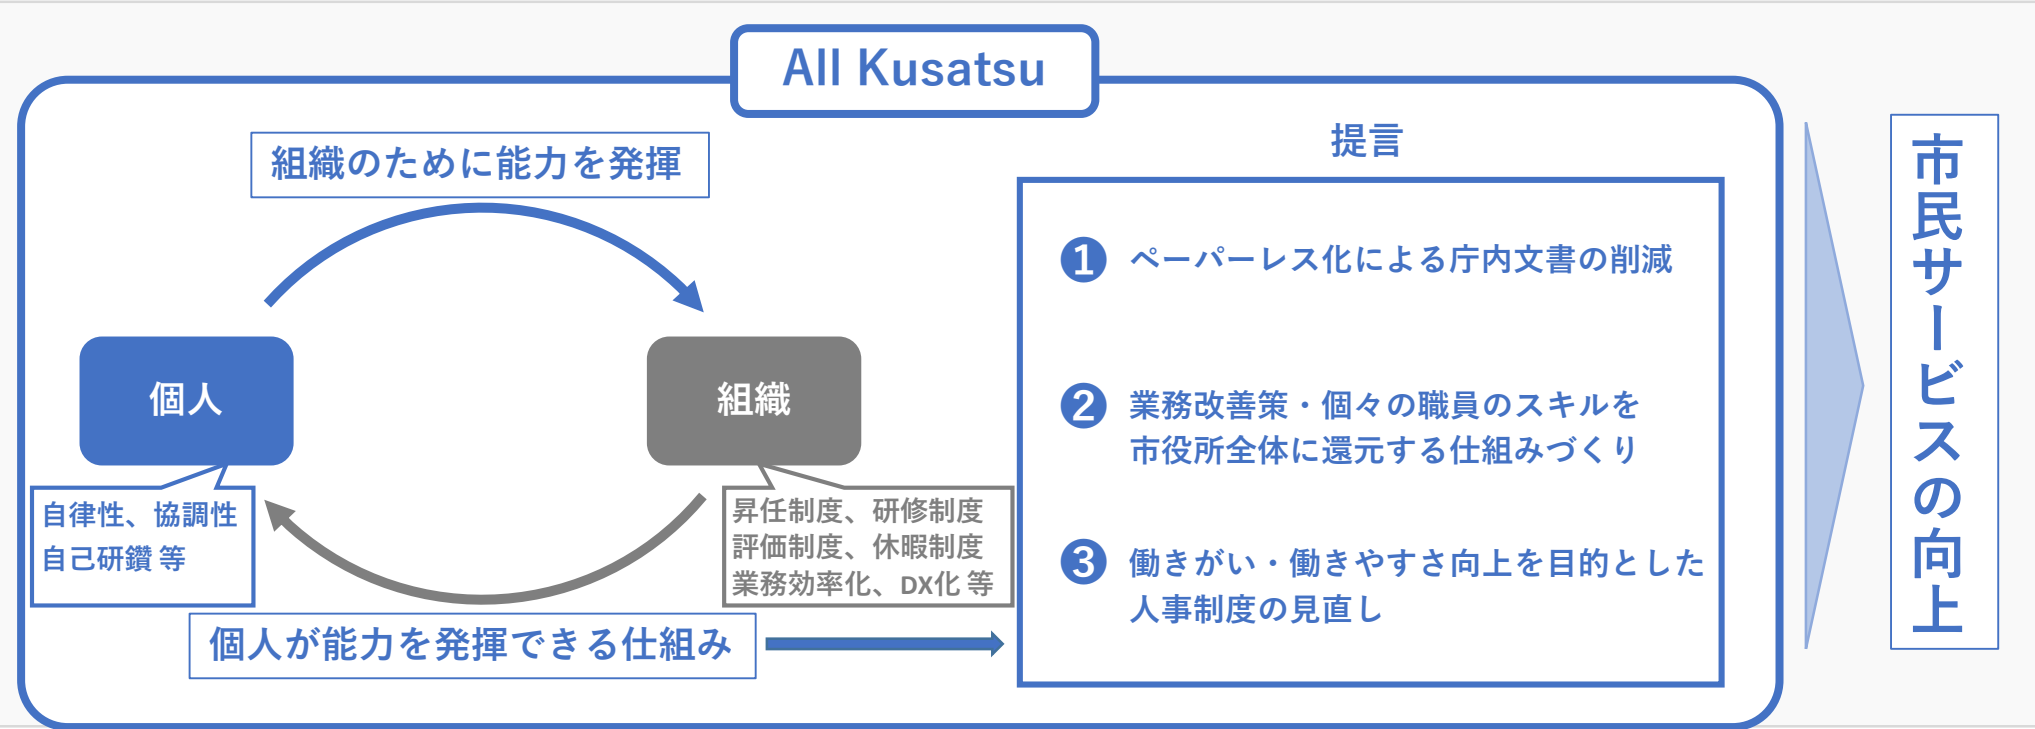 All Kusatsu
組織のために能力を発揮
個人
組織
自律性、協調性
自己研鑽 等
昇任制度、研修制度
評価制度、休暇制度
業務効率化、DX化 等
個人が能力を発揮できる仕組み
提言
❶ ペーパーレス化による庁内文書の削減
❷ 業務改善策・個々の職員のスキルを
市役所全体に還元する仕組みづくり
❸ 働きがい・働きやすさ向上を目的とした
人事制度の見直し
市民サービスの向上